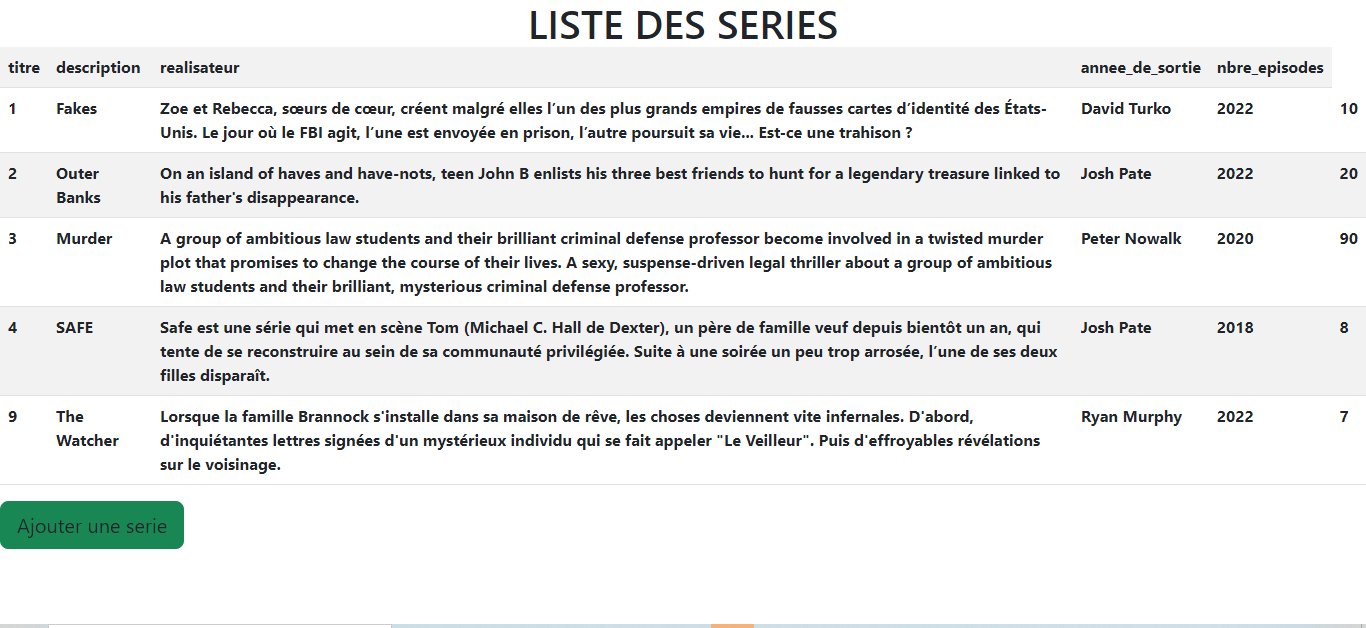 LISTE DES SERIES
titre description realisateur annee_de_sortie nbre_episodes
1 Fakes Zoe et Rebecca, sœurs de cœur, créent malgré elles l’un des plus grands empires de fausses cartes d’identité des États- David Turko 2022 10
Unis. Le jour où le FBI agit, l’une est envoyée en prison, l’autre poursuit sa vie... Est-ce une trahison ?
2 Outer On an island of haves and have-nots, teen John B enlists his three best friends to hunt for a legendary treasure linked to Josh Pate 2022 20
Banks his father's disappearance.
3 Murder A group of ambitious law students and their brilliant criminal defense professor become involved in a twisted murder Peter Nowalk 2020 90
plot that promises to change the course of their lives. A sexy, suspense-driven legal thriller about a group of ambitious
law students and their brilliant, mysterious criminal defense professor.
4 SAFE Safe est une série qui met en scène Tom (Michael C. Hall de Dexter), un père de famille veuf depuis bientôt un an, qui Josh Pate 2018 8
tente de se reconstruire au sein de sa communauté privilégiée. Suite à une soirée un peu trop arrosée, l’une de ses deux
filles disparaît.
9 The Lorsque la famille Brannock s'installe dans sa maison de rêve, les choses deviennent vite infernales. D'abord, Ryan Murphy 2022 7
Watcher d'inquiétantes lettres signées d'un mystérieux individu qui se fait appeler "Le Veilleur". Puis d'effroyables révélations
sur le voisinage.
Ajouter une serie